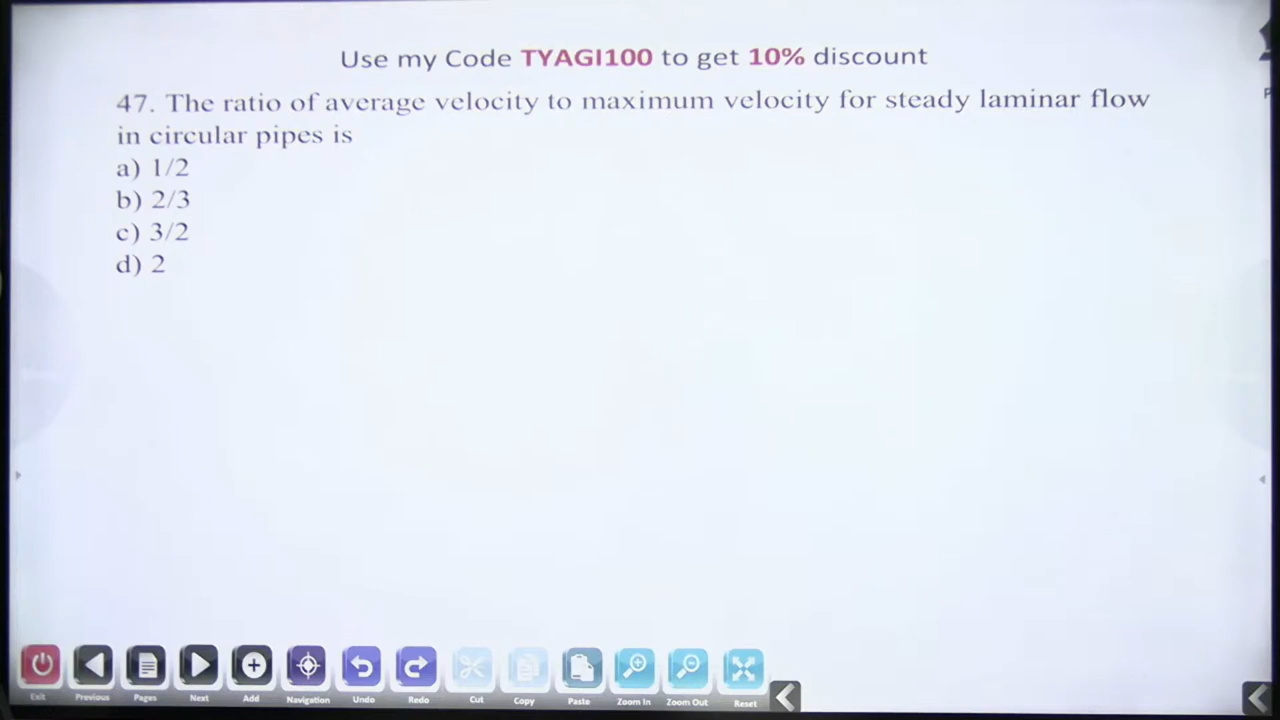 Use my Code TYAGI100 to get 10% discount
47. The ratio of average velocity to maximum velocity for steady laminar flow
in circular pipes is
a) 1/2
b) 2/3
c) 3/2
d) 2
Exit Previous Pages Next Add Navigation Undo Redo Cut Copy Paste Zoom In Zoom Out Reset